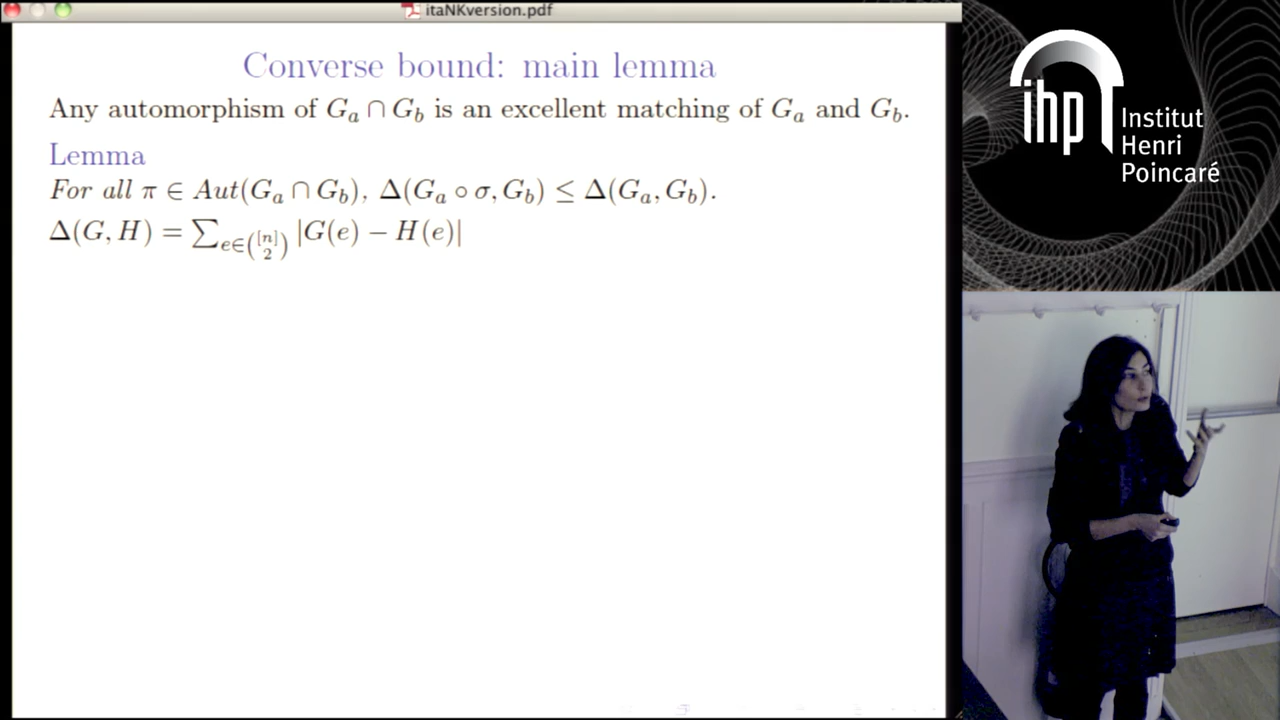 itaNKversion.pdf
Converse bound: main lemma
Any automorphism of G_a ∩ G_b is an excellent matching of G_a and G_b.
Lemma
For all π ∈ Aut(G_a ∩ G_b), Δ(G_a ∘ σ, G_b) ≤ Δ(G_a, G_b).
Δ(G, H) = ∑_{e∈([n] 2)} |G(e) − H(e)|
ihp
Institut
Henri
Poincaré